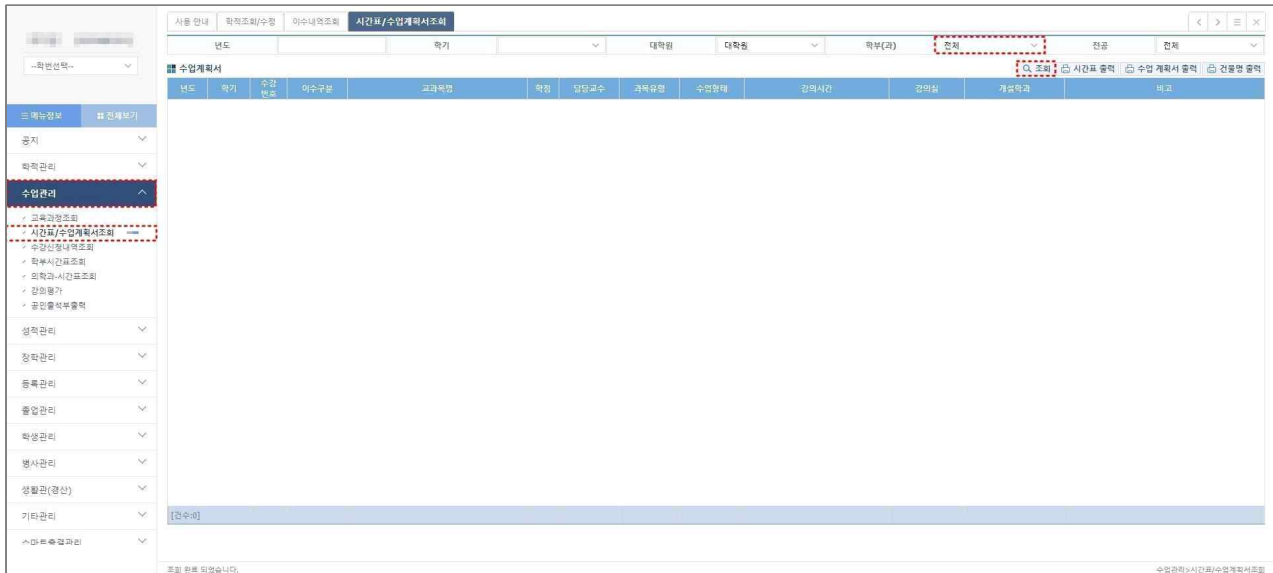 사용 안내 학적조회/수정 이수내역조회 시간표/수업계획서조회
년도 학기 대학원 대학원 학부(과) 전체 전공 전체
--학번선택--
수업계획서 조회 시간표 출력 수업 계획서 출력 건물명 출력
년도 학기 수강번호 이수구분 교과목명 학점 담당교수 과목유형 수업형태 강의시간 강의실 개설학과 비고
메뉴정보 전체보기
공지
학적관리
수업관리
교육과정조회
시간표/수업계획서조회
수강신청내역조회
학부시간표조회
의학과-시간표조회
강의평가
공인출석부출력
성적관리
장학관리
등록관리
졸업관리
학생관리
병사관리
생활관(경산)
기타관리
스마트출결관리
[건수:0]
조회 완료 되었습니다. 수업관리>시간표/수업계획서조회